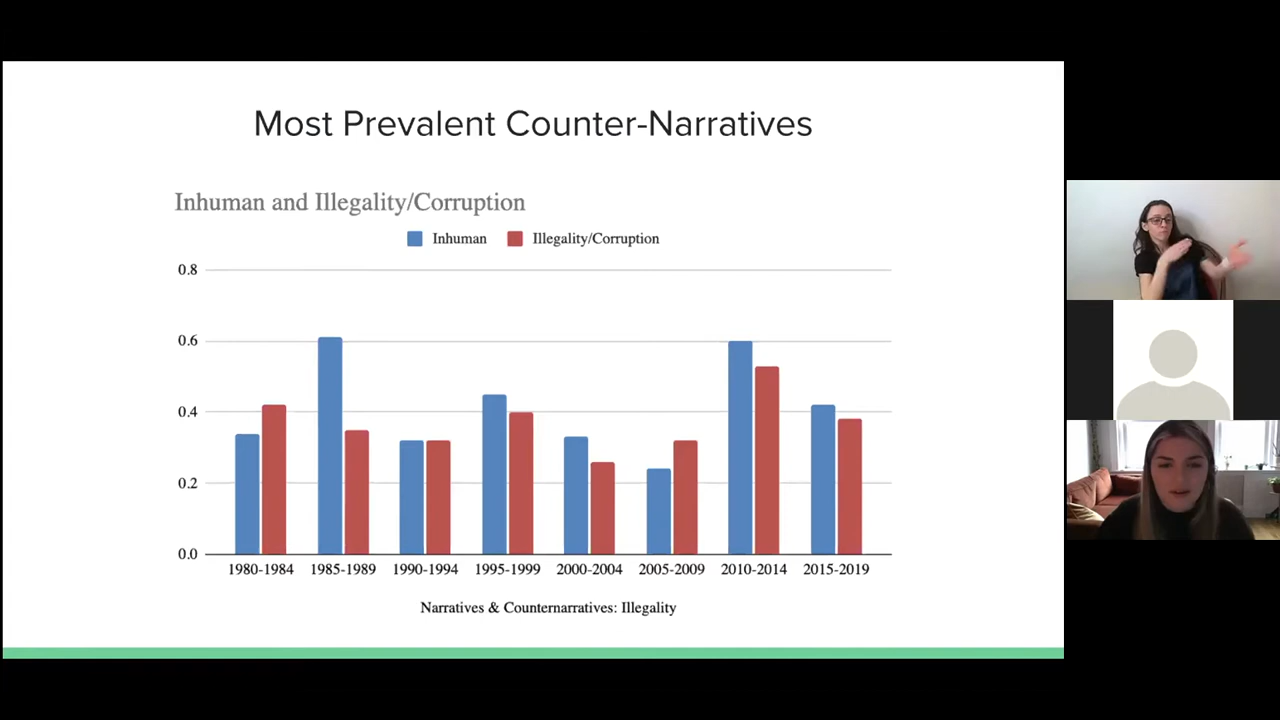 Most Prevalent Counter-Narratives
Inhuman and Illegality/Corruption
Inhuman Illegality/Corruption
0.8
0.6
0.4
0.2
0.0
1980-1984 1985-1989 1990-1994 1995-1999 2000-2004 2005-2009 2010-2014 2015-2019
Narratives & Counternarratives: Illegality